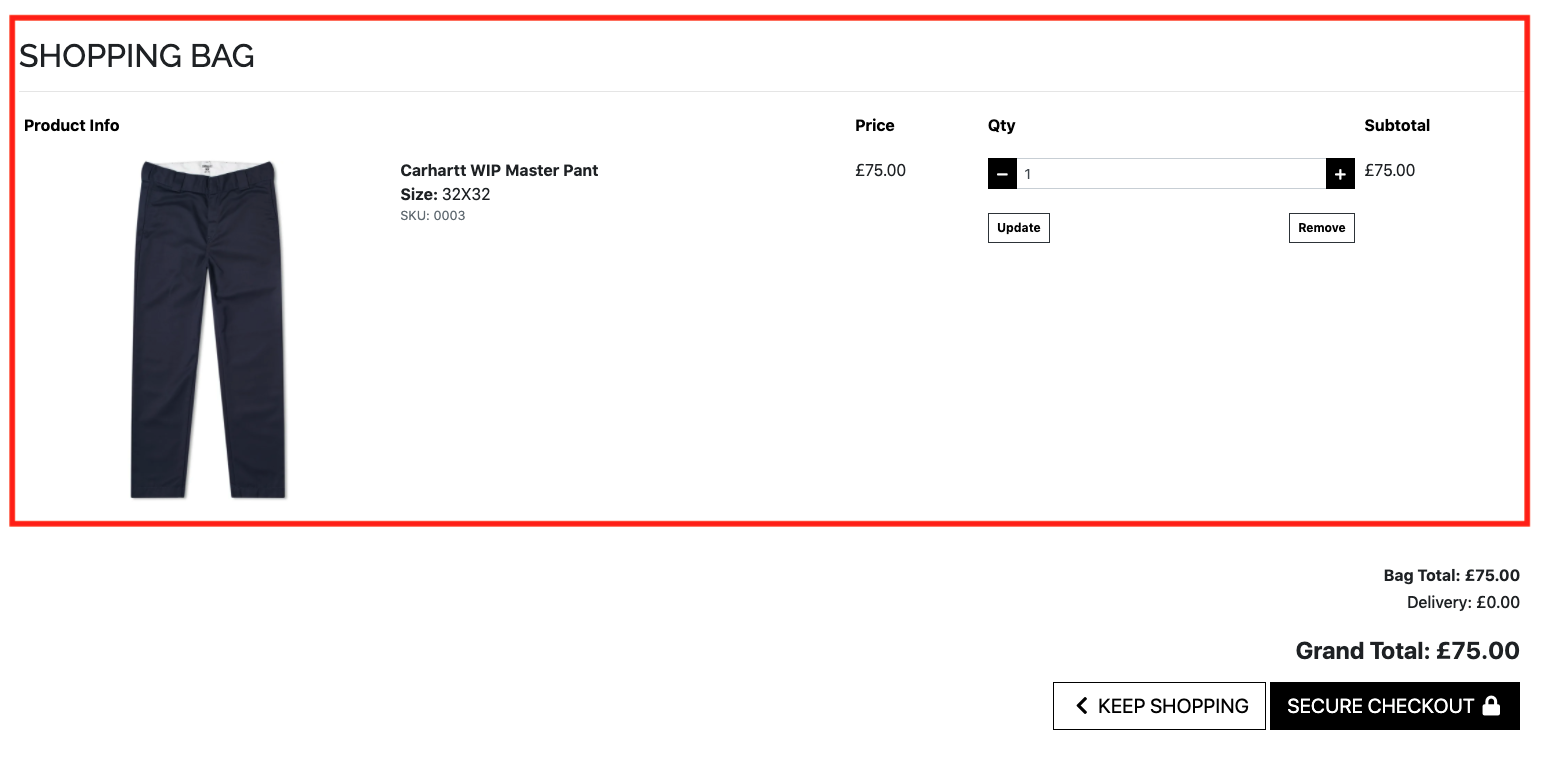 SHOPPING BAG
Product Info Price Qty Subtotal
Carhartt WIP Master Pant £75.00 − 1 + £75.00
Size: 32X32
SKU: 0003
Update Remove
Bag Total: £75.00
Delivery: £0.00
Grand Total: £75.00
KEEP SHOPPING SECURE CHECKOUT